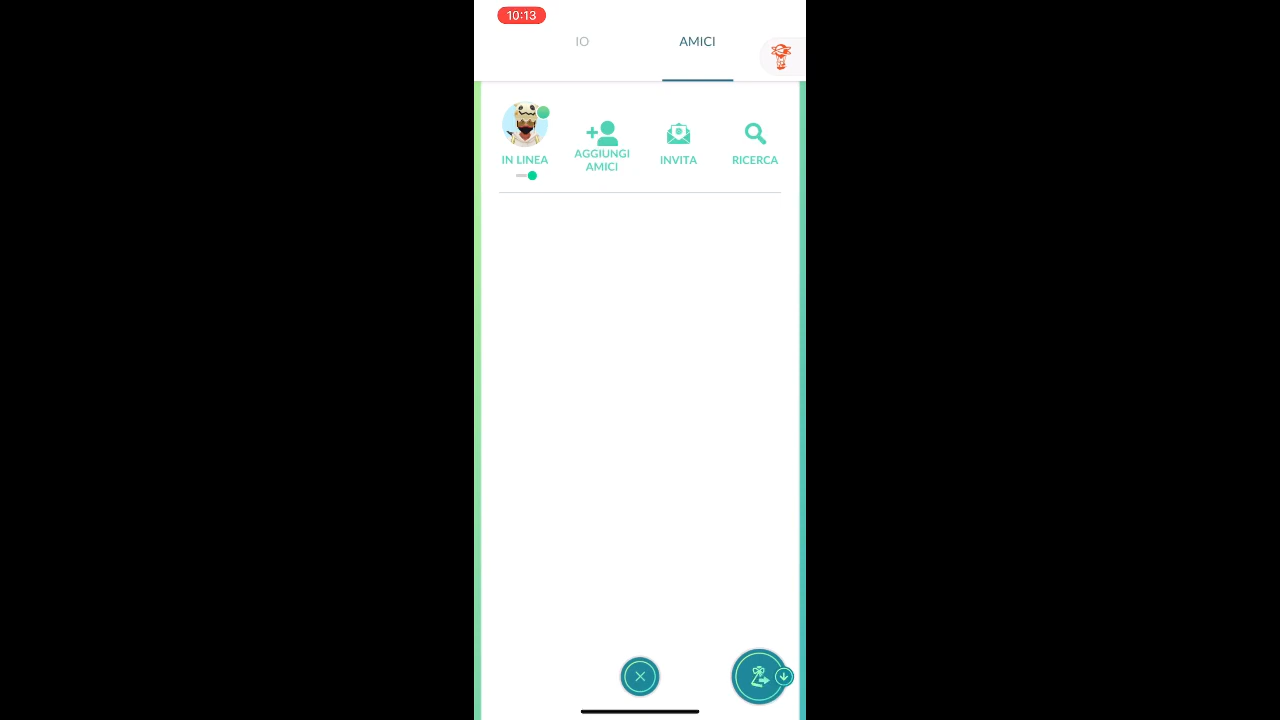 10:13
IO
AMICI
IN LINEA
AGGIUNGI
AMICI
INVITA
RICERCA